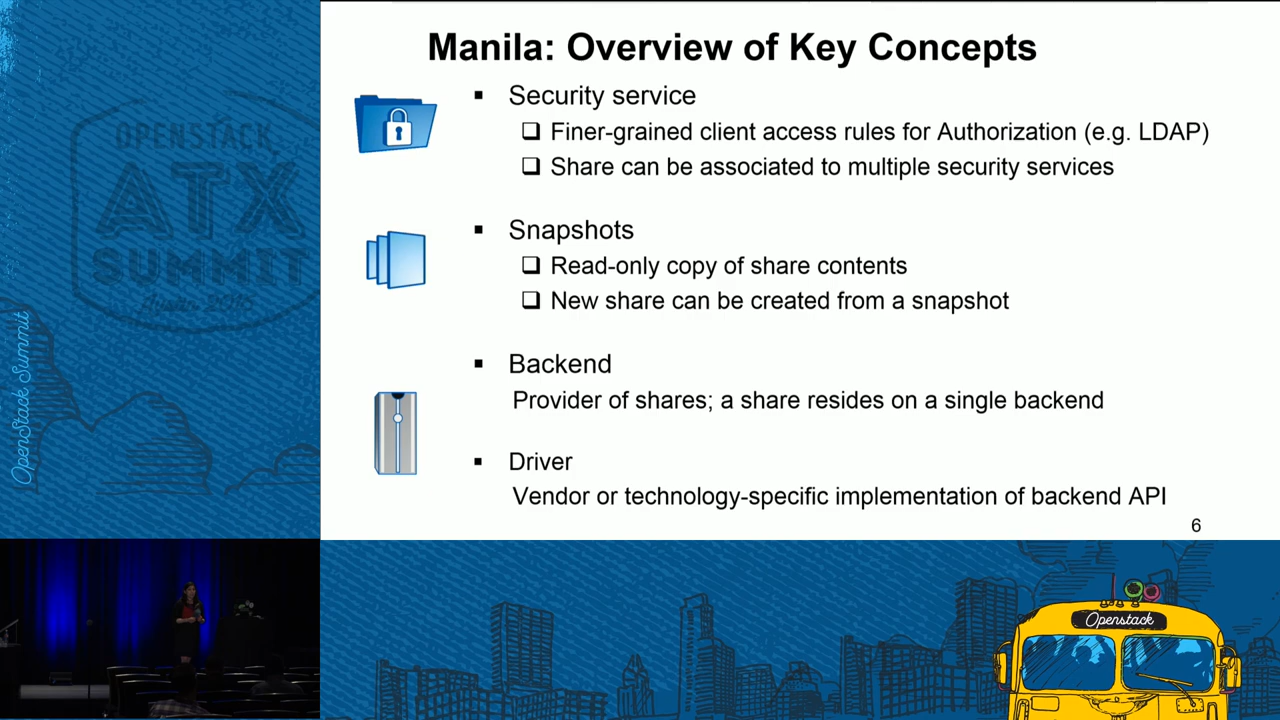 Manila: Overview of Key Concepts
Security service
Finer-grained client access rules for Authorization (e.g. LDAP)
Share can be associated to multiple security services
Snapshots
Read-only copy of share contents
New share can be created from a snapshot
Backend
Provider of shares; a share resides on a single backend
Driver
Vendor or technology-specific implementation of backend API
6
OPENSTACK
ATX
SUMMIT
Austin 2016
OpenStack Summit
Openstack